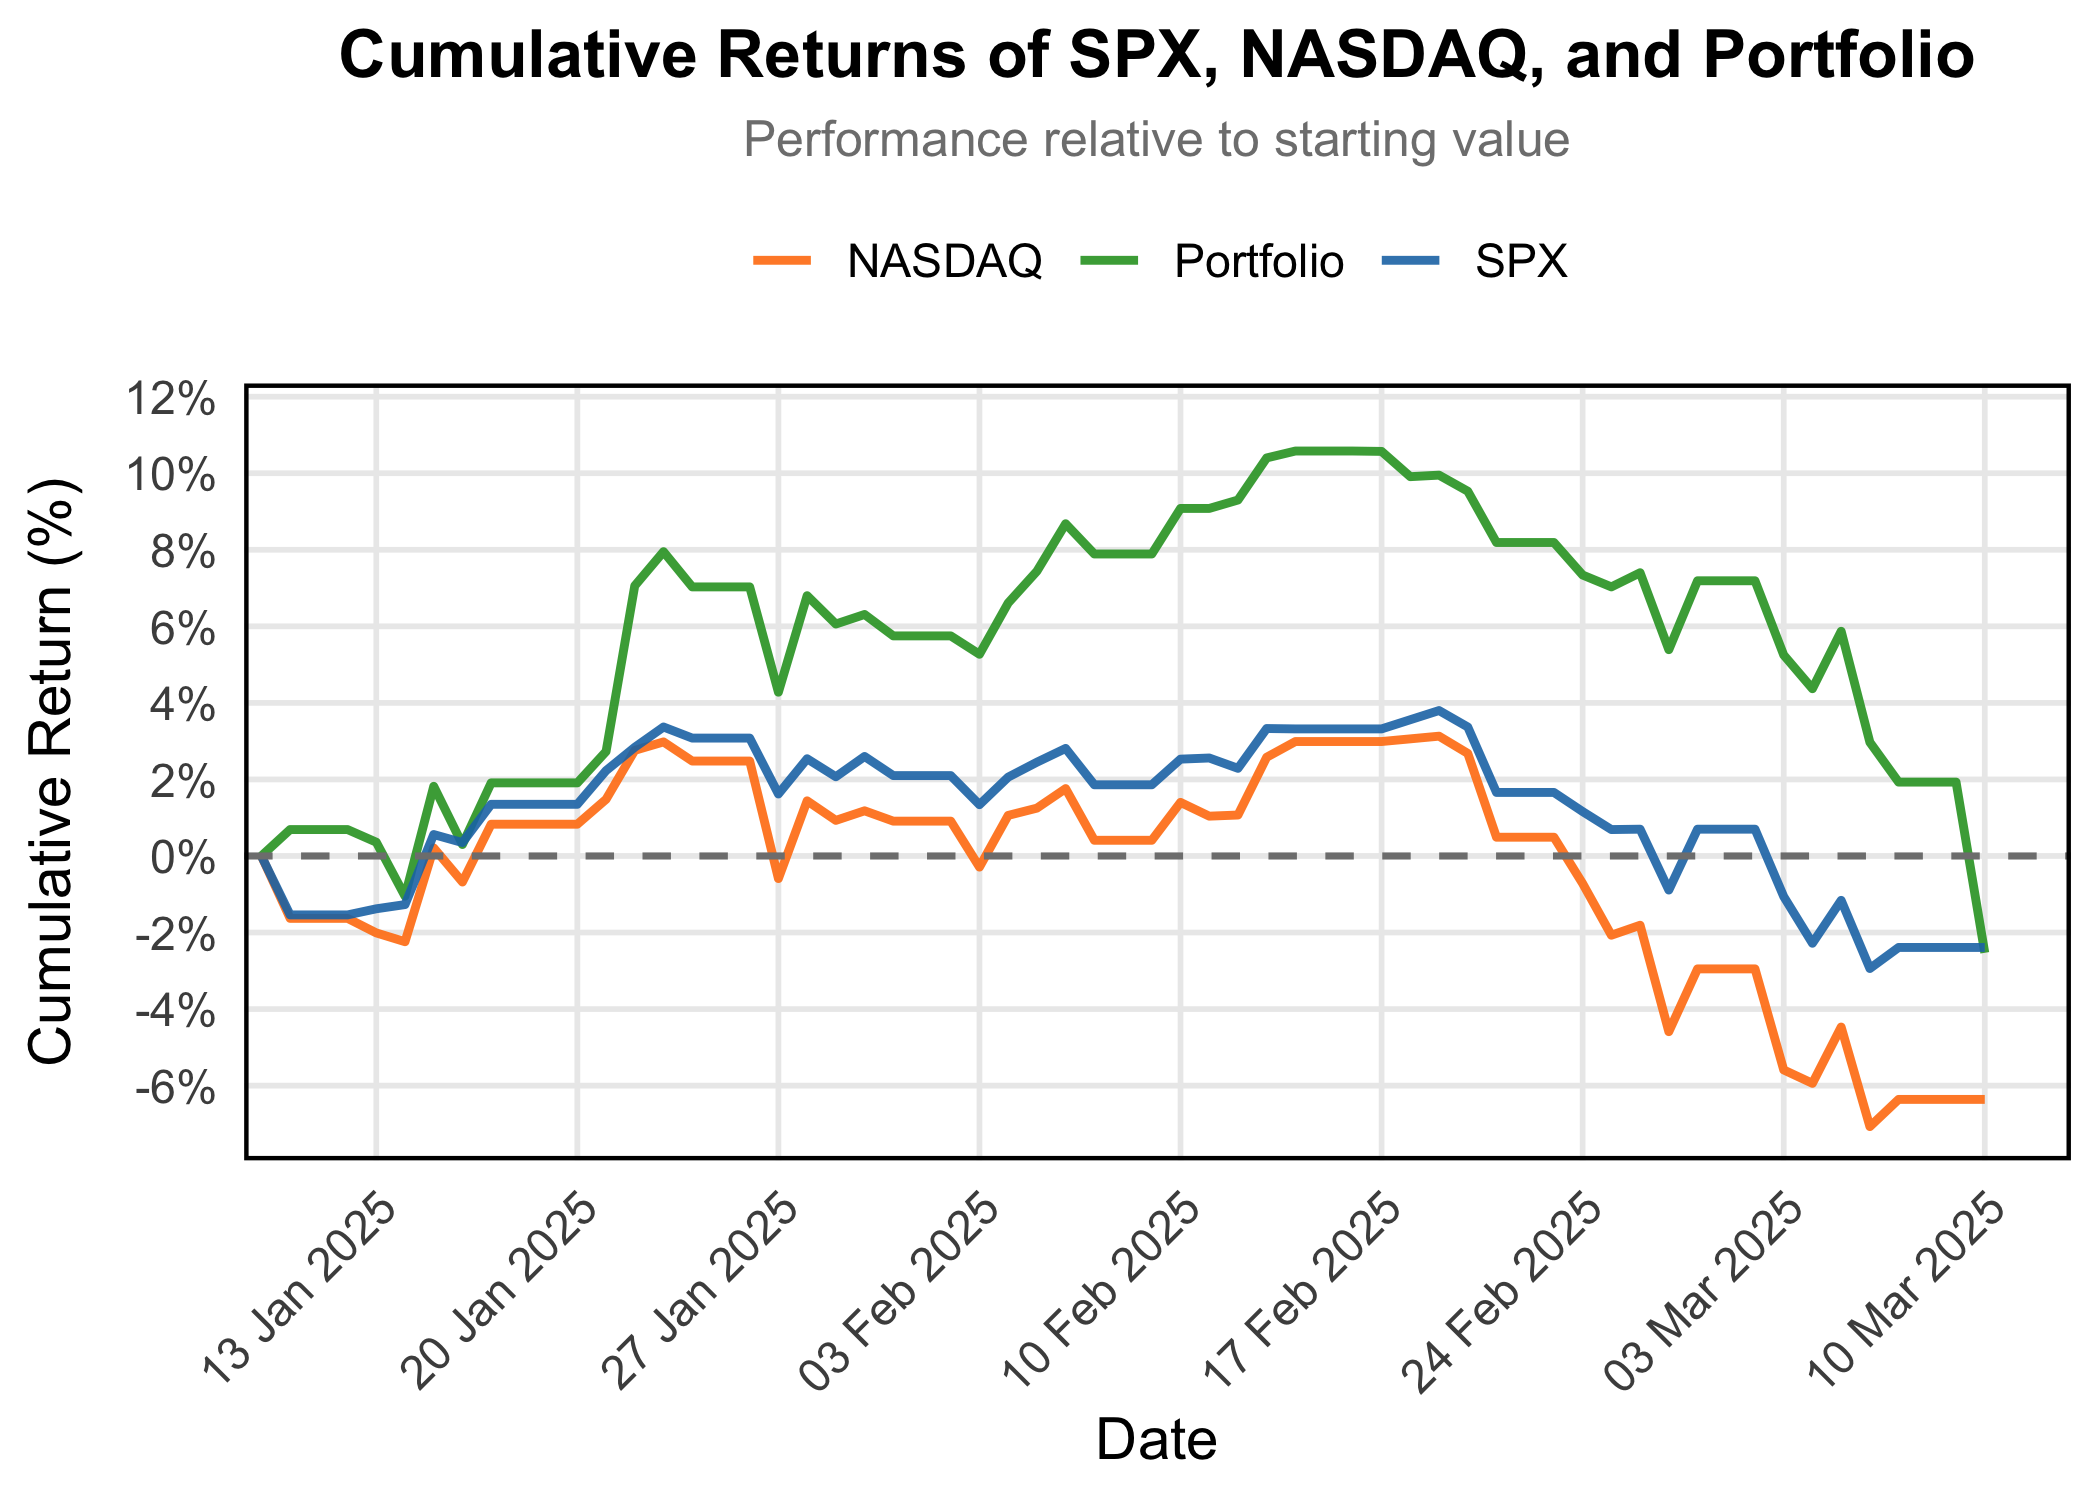 Cumulative Returns of SPX, NASDAQ, and Portfolio
Performance relative to starting value
NASDAQ Portfolio SPX
Cumulative Return (%)
12%
10%
8%
6%
4%
2%
0%
-2%
-4%
-6%
13 Jan 2025
20 Jan 2025
27 Jan 2025
03 Feb 2025
10 Feb 2025
17 Feb 2025
24 Feb 2025
03 Mar 2025
10 Mar 2025
Date